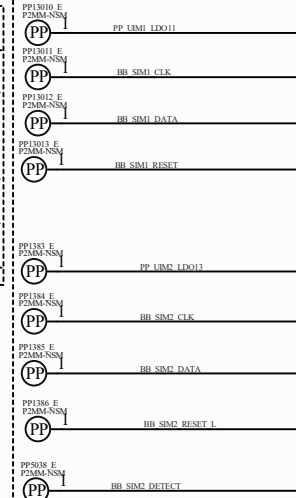 PP13010_E
P2MM-NSM
PP 1 PP_UIM1_LDO11
PP13011_E
P2MM-NSM
PP 1 BB_SIM1_CLK
PP13012_E
P2MM-NSM
PP 1 BB_SIM1_DATA
PP13013_E
P2MM-NSM
PP 1 BB_SIM1_RESET
PP1383_E
P2MM-NSM
PP 1 PP_UIM2_LDO13
PP1384_E
P2MM-NSM
PP 1 BB_SIM2_CLK
PP1385_E
P2MM-NSM
PP 1 BB_SIM2_DATA
PP1386_E
P2MM-NSM
PP 1 BB_SIM2_RESET_L
PP5038_E
P2MM-NSM
PP 1 BB_SIM2_DETECT